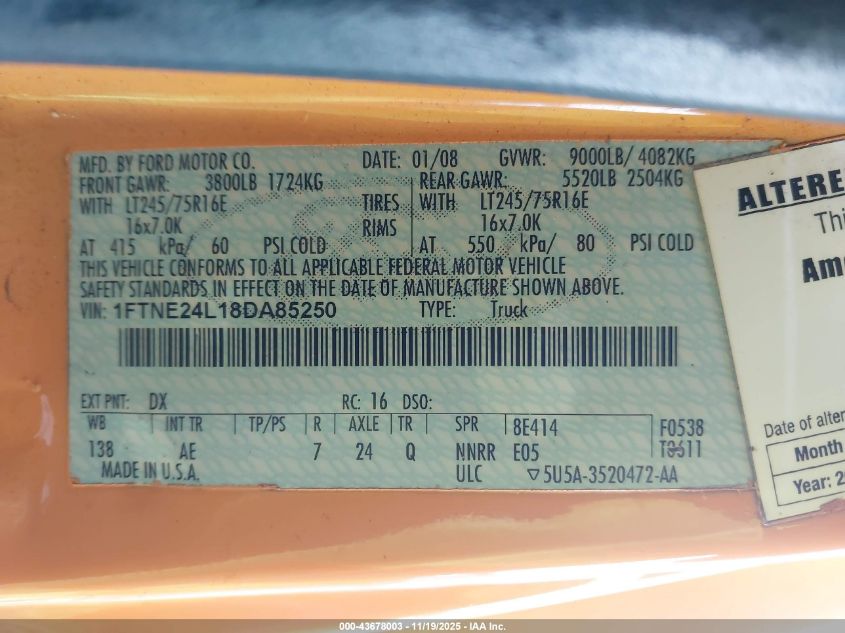 MFD. BY FORD MOTOR CO. DATE: 01/08 GVWR: 9000LB/ 4082KG
FRONT GAWR: 3800LB 1724KG REAR GAWR: 5520LB 2504KG
WITH LT245/75R16E TIRES WITH LT245/75R16E
16x7.0K RIMS 16x7.0K
AT 415 kPa/ 60 PSI COLD AT 550 kPa/ 80 PSI COLD
THIS VEHICLE CONFORMS TO ALL APPLICABLE FEDERAL MOTOR VEHICLE
SAFETY STANDARDS IN EFFECT ON THE DATE OF MANUFACTURE SHOWN ABOVE.
VIN: 1FTNE24L18DA85250 TYPE: Truck
EXT PNT: DX RC: 16 DSO:
WB INT TR TP/PS R AXLE TR SPR 8E414 F0538
138 AE 7 24 Q NNRR E05
MADE IN U.S.A. ULC ▽5U5A-3520472-AA
ALTERE
Thi
Am
Date of alter
Month
Year: 2
000-43678003 - 11/19/2025 - IAA Inc.